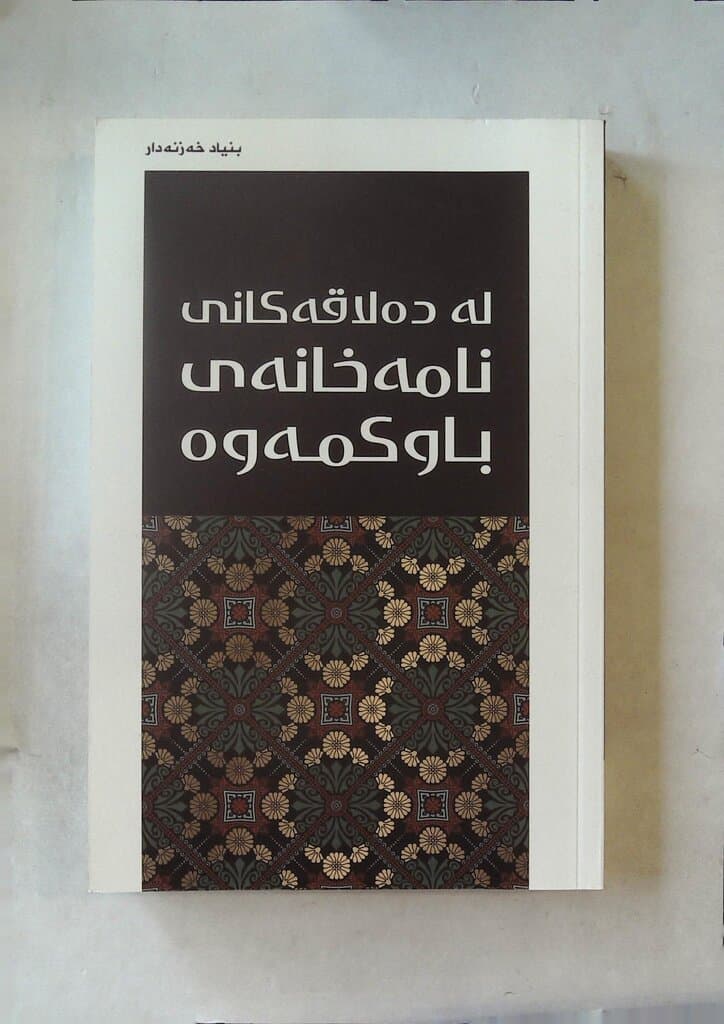 بنیاد خەزنەدار
لە دەلاقەکانی
نامەخانەی
باوکمەوە